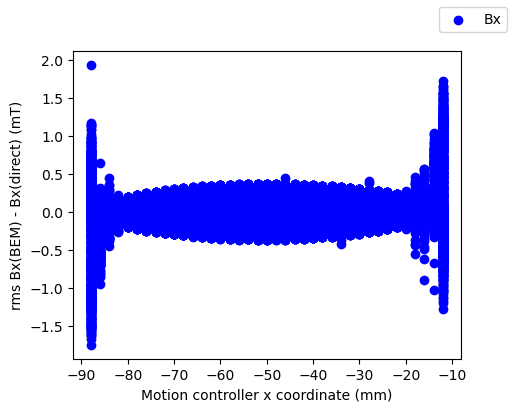 Bx
2.0
1.5
1.0
0.5
0.0
−0.5
−1.0
−1.5
rms Bx(BEM) - Bx(direct) (mT)
−90 −80 −70 −60 −50 −40 −30 −20 −10
Motion controller x coordinate (mm)